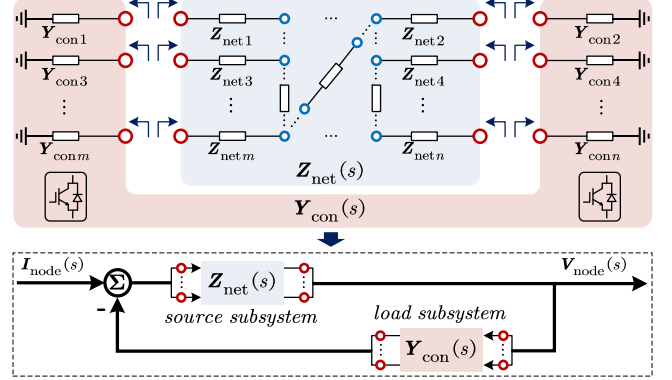 Y_con1 Z_net1 ... Z_net2 Y_con2
Y_con3 Z_net3 Z_net4 Y_con4
Y_conm Z_netm ... Z_netn Y_conn
Z_net(s)
Y_con(s)
I_node(s) V_node(s)
Σ Z_net(s)
-
source subsystem load subsystem
Y_con(s)